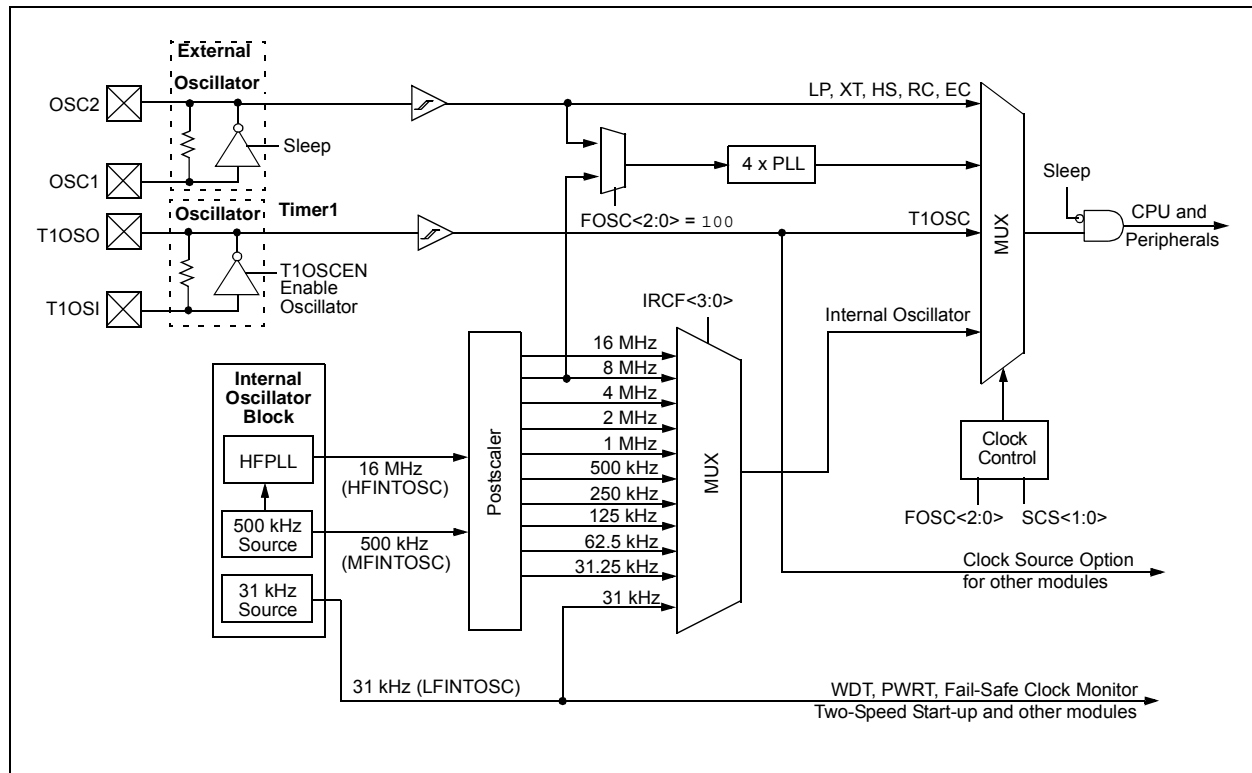 External
Oscillator
OSC2
Sleep
OSC1
LP, XT, HS, RC, EC
4 x PLL
FOSC<2:0> = 100
Sleep
MUX
CPU and
Peripherals
Oscillator
Timer1
T1OSO
T1OSC
T1OSCEN
Enable
Oscillator
T1OSI
IRCF<3:0>
Internal Oscillator
Internal
Oscillator
Block
HFPLL
500 kHz
Source
31 kHz
Source
16 MHz
(HFINTOSC)
500 kHz
(MFINTOSC)
Postscaler
16 MHz
8 MHz
4 MHz
2 MHz
1 MHz
500 kHz
250 kHz
125 kHz
62.5 kHz
31.25 kHz
31 kHz
MUX
Clock
Control
FOSC<2:0>
SCS<1:0>
Clock Source Option
for other modules
31 kHz (LFINTOSC)
WDT, PWRT, Fail-Safe Clock Monitor
Two-Speed Start-up and other modules